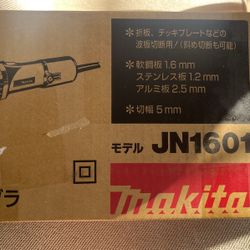 ★折板、デッキプレートなどの
波板切断用!(斜め切断も可能)
★軟鋼板 1.6 mm
ステンレス板 1.2 mm
アルミ板 2.5 mm
★切幅 5 mm
モデル JN1601
ブラ
makita